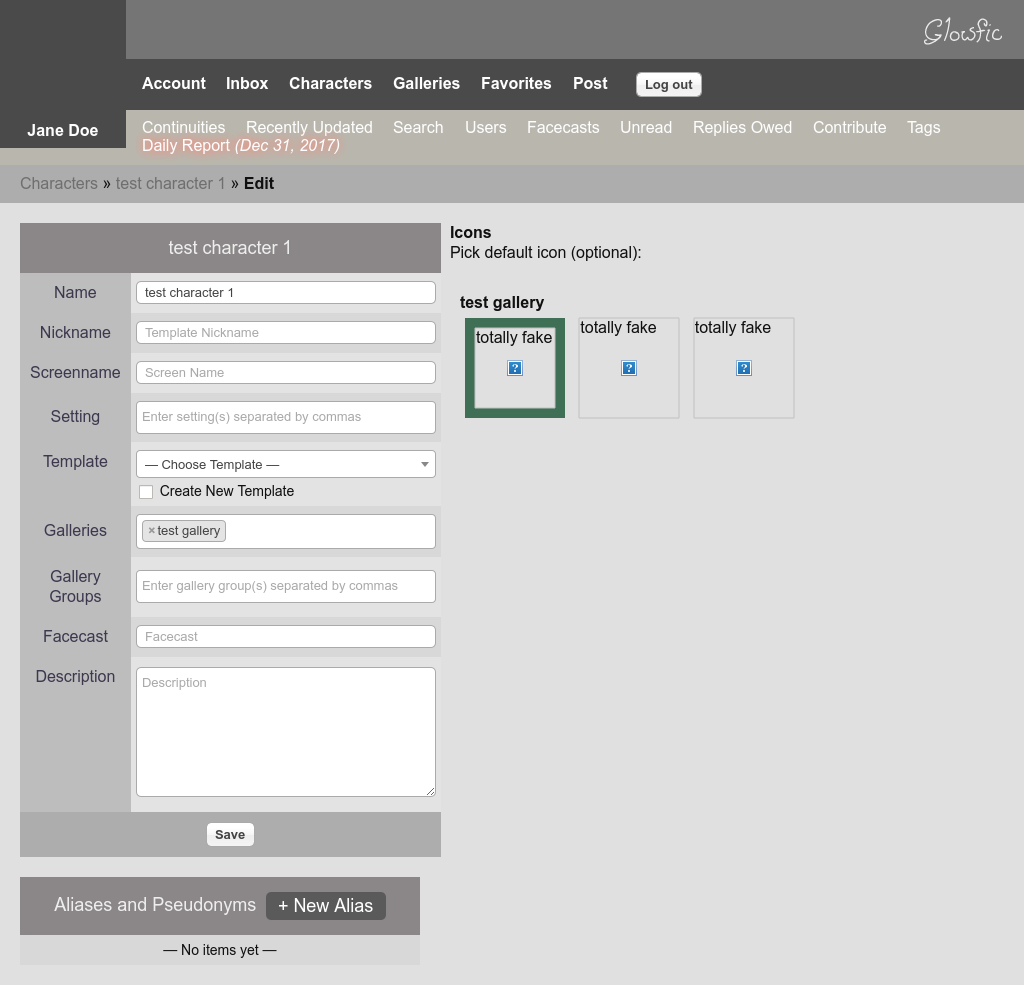 Glowfic
Account Inbox Characters Galleries Favorites Post Log out
Jane Doe
Continuities Recently Updated Search Users Facecasts Unread Replies Owed Contribute Tags
Daily Report (Dec 31, 2017)
Characters » test character 1 » Edit
test character 1
Name test character 1
Nickname Template Nickname
Screenname Screen Name
Setting Enter setting(s) separated by commas
Template — Choose Template —
Create New Template
Galleries × test gallery
Gallery
Groups
Enter gallery group(s) separated by commas
Facecast Facecast
Description Description
Save
Icons
Pick default icon (optional):
test gallery
totally fake totally fake totally fake
? ? ?
Aliases and Pseudonyms + New Alias
— No items yet —